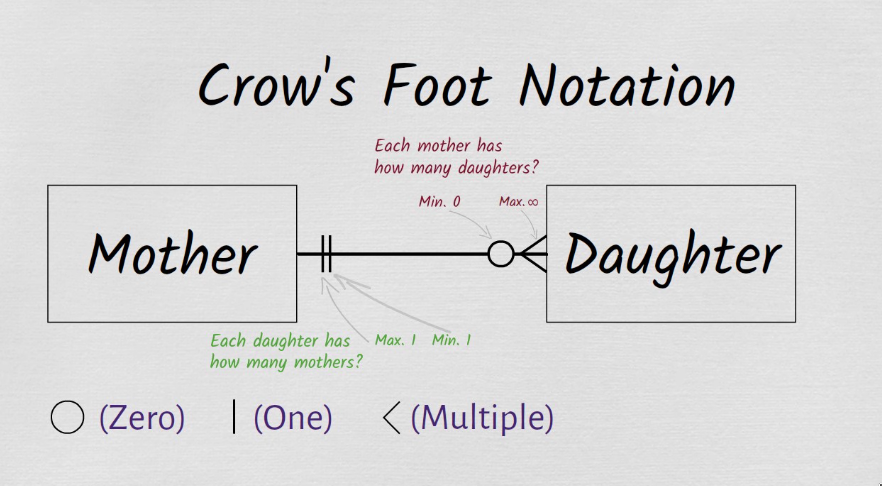 Crow's Foot Notation
Each mother has
how many daughters?
Min. 0 Max. ∞
Mother
Daughter
Each daughter has Max. 1 Min. 1
how many mothers?
(Zero) (One) (Multiple)